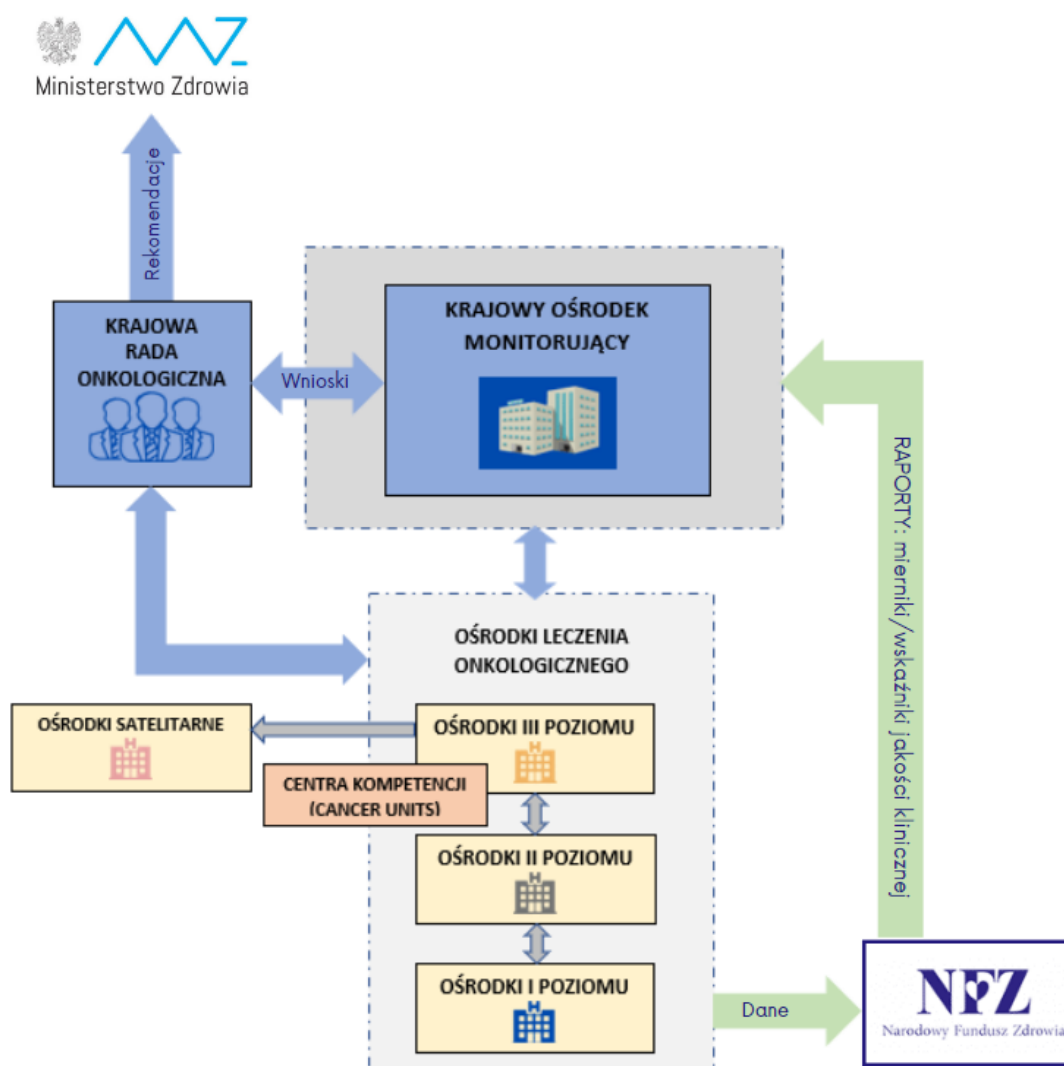 Ministerstwo Zdrowia
Rekomendacje
KRAJOWA
RADA
ONKOLOGICZNA
Wnioski
KRAJOWY OŚRODEK
MONITORUJĄCY
RAPORTY: mierniki/wskaźniki jakości klinicznej
OŚRODKI LECZENIA
ONKOLOGICZNEGO
OŚRODKI SATELITARNE
OŚRODKI III POZIOMU
CENTRA KOMPETENCJI
(CANCER UNITS)
OŚRODKI II POZIOMU
OŚRODKI I POZIOMU
Dane
NFZ
Narodowy Fundusz Zdrowia